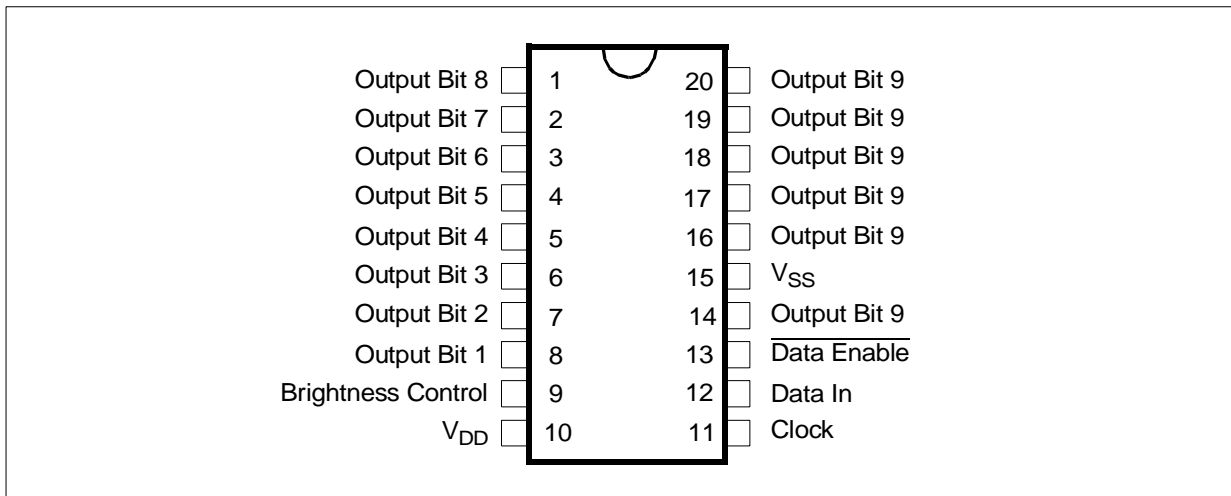 Output Bit 8 1 20 Output Bit 9
Output Bit 7 2 19 Output Bit 9
Output Bit 6 3 18 Output Bit 9
Output Bit 5 4 17 Output Bit 9
Output Bit 4 5 16 Output Bit 9
Output Bit 3 6 15 VSS
Output Bit 2 7 14 Output Bit 9
Output Bit 1 8 13 Data Enable
Brightness Control 9 12 Data In
VDD 10 11 Clock